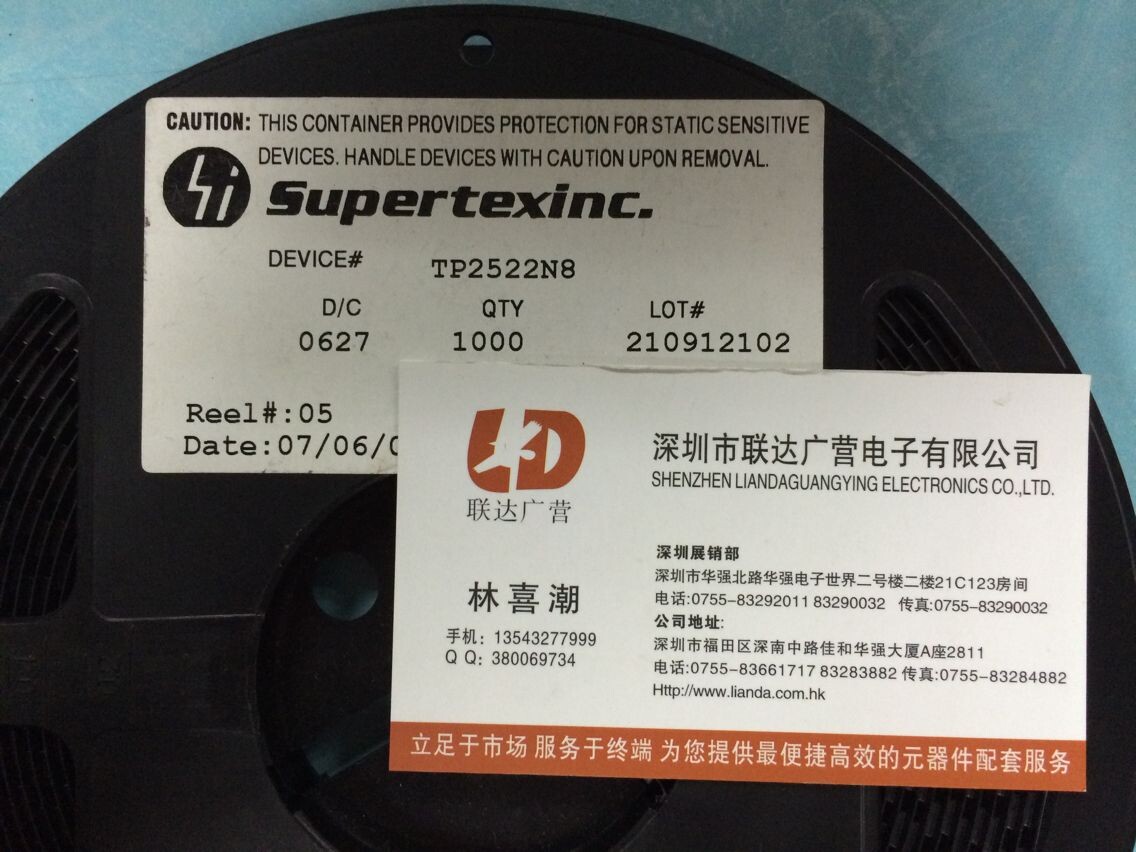 CAUTION: THIS CONTAINER PROVIDES PROTECTION FOR STATIC SENSITIVE
DEVICES. HANDLE DEVICES WITH CAUTION UPON REMOVAL.
Supertexinc.
DEVICE# TP2522N8
D/C QTY LOT#
0627 1000 210912102
Reel#:05
Date:07/06/0
联达广营
深圳市联达广营电子有限公司
SHENZHEN LIANDAGUANGYING ELECTRONICS CO.,LTD.
林喜潮
手机：13543277999
Q Q：380069734
深圳展销部
深圳市华强北路华强电子世界二号楼二楼21C123房间
电话:0755-83292011 83290032 传真:0755-83290032
公司地址:
深圳市福田区深南中路佳和华强大厦A座2811
电话:0755-83661717 83283882 传真:0755-83284882
Http://www.lianda.com.hk
立足于市场 服务于终端 为您提供最便捷高效的元器件配套服务